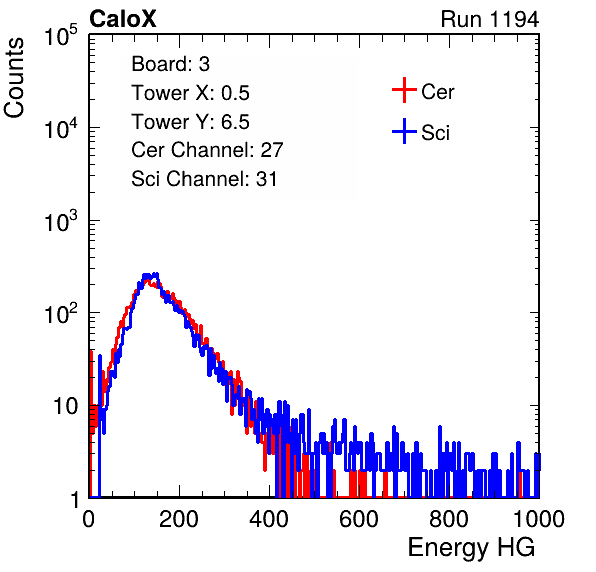 CaloX Run 1194
Counts
10^5
10^4
10^3
10^2
10
1
Board: 3
Tower X: 0.5
Tower Y: 6.5
Cer Channel: 27
Sci Channel: 31
Cer
Sci
0 200 400 600 800 1000
Energy HG